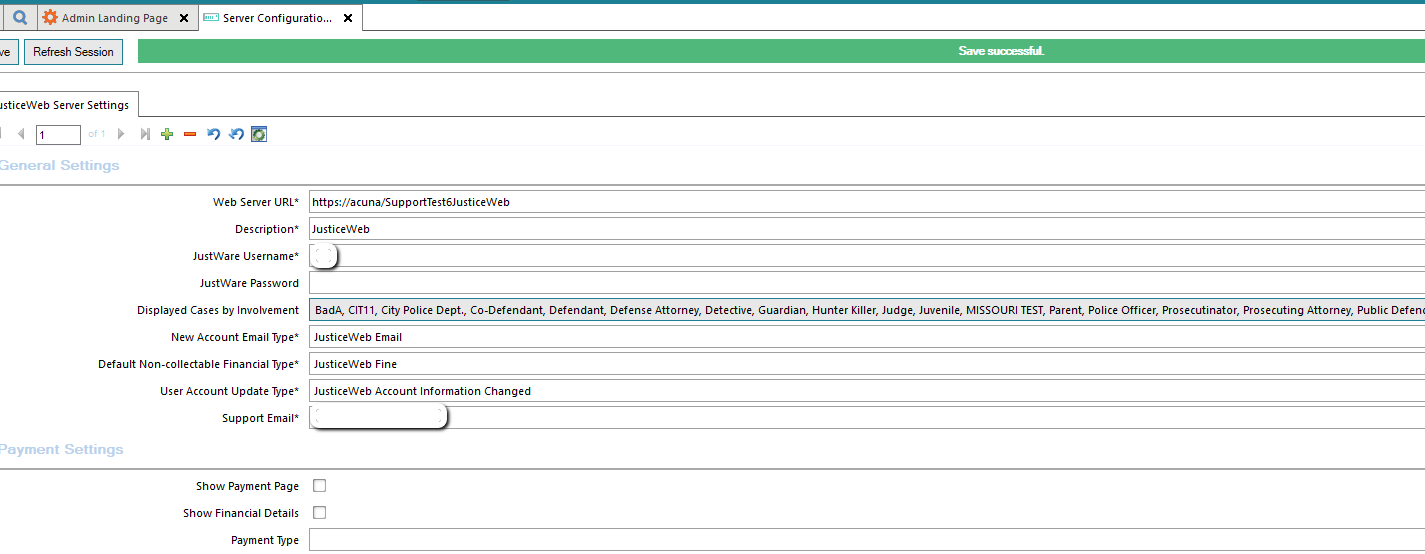 Admin Landing Page
Server Configuratio...
Refresh Session
Save successful.
JusticeWeb Server Settings
1 of 1
General Settings
Web Server URL* https://acuna/SupportTest6JusticeWeb
Description* JusticeWeb
JustWare Username*
JustWare Password
Displayed Cases by Involvement BadA, CIT11, City Police Dept., Co-Defendant, Defendant, Defense Attorney, Detective, Guardian, Hunter Killer, Judge, Juvenile, MISSOURI TEST, Parent, Police Officer, Prosecutinator, Prosecuting Attorney, Public Defend
New Account Email Type* JusticeWeb Email
Default Non-collectable Financial Type* JusticeWeb Fine
User Account Update Type* JusticeWeb Account Information Changed
Support Email*
Payment Settings
Show Payment Page
Show Financial Details
Payment Type